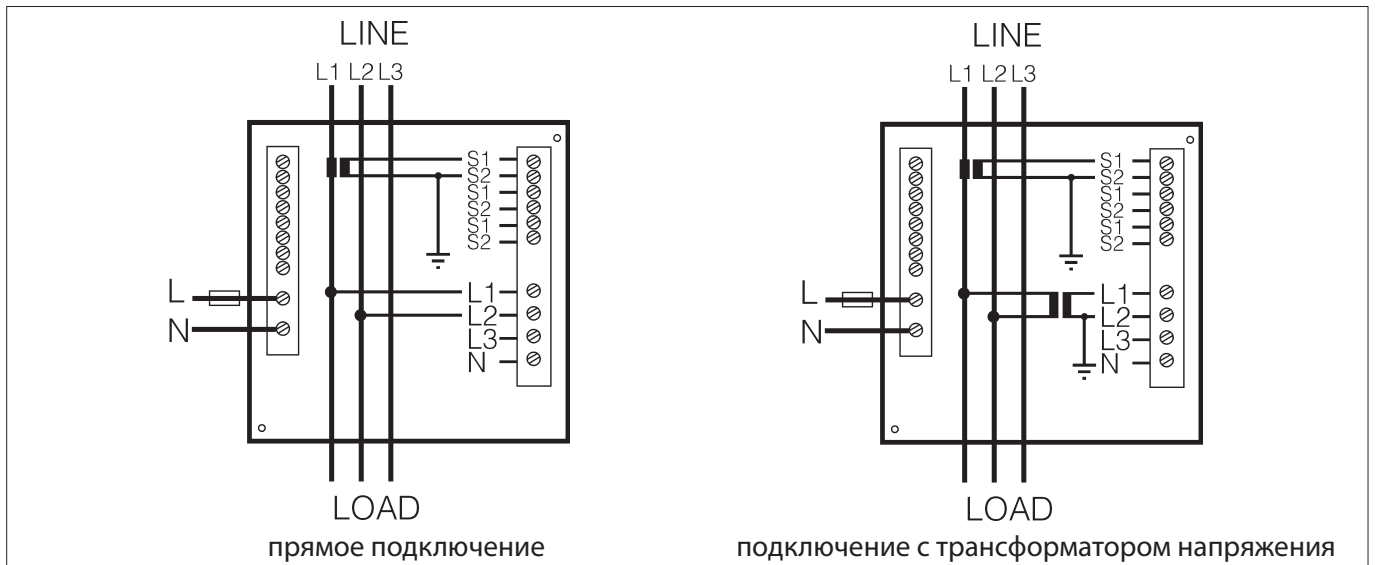 LINE
L1 L2 L3
S1
S2
S1
S2
S1
S2
L
N
L1
L2
L3
N
LOAD
прямое подключение
LINE
L1 L2 L3
S1
S2
S1
S2
S1
S2
L
N
L1
L2
L3
N
LOAD
подключение с трансформатором напряжения